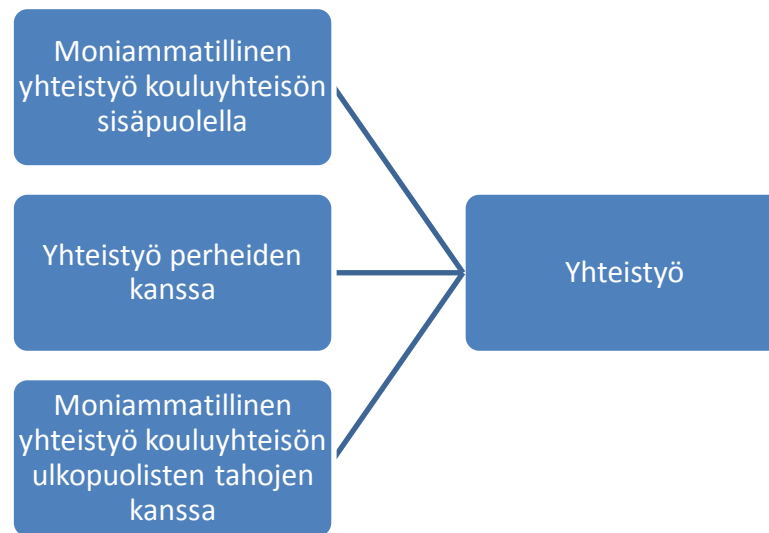 Moniammatillinen
yhteistyö kouluyhteisön
sisäpuolella
Yhteistyö perheiden
kanssa
Moniammatillinen
yhteistyö kouluyhteisön
ulkopuolisten tahojen
kanssa
Yhteistyö